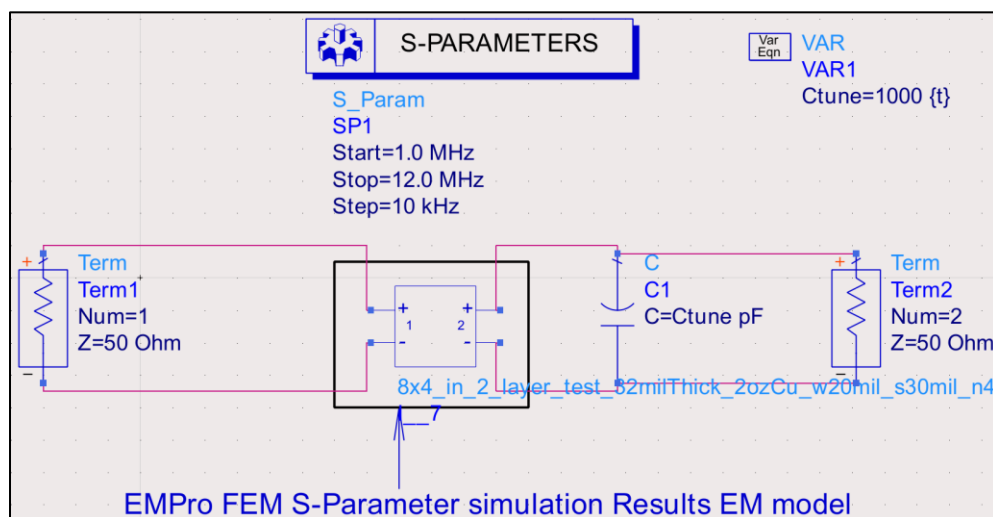 S-PARAMETERS
S_Param
SP1
Start=1.0 MHz
Stop=12.0 MHz
Step=10 kHz
Var
Eqn
VAR
VAR1
Ctune=1000 {t}
+
Term
Term1
Num=1
Z=50 Ohm
-
+
1
-
2
+
-
8x4_in_2_layer_test_32milThick_2ozCu_w20mil_s30mil_n4
__7
C
C1
C=Ctune pF
+
Term
Term2
Num=2
Z=50 Ohm
-
EMPro FEM S-Parameter simulation Results EM model